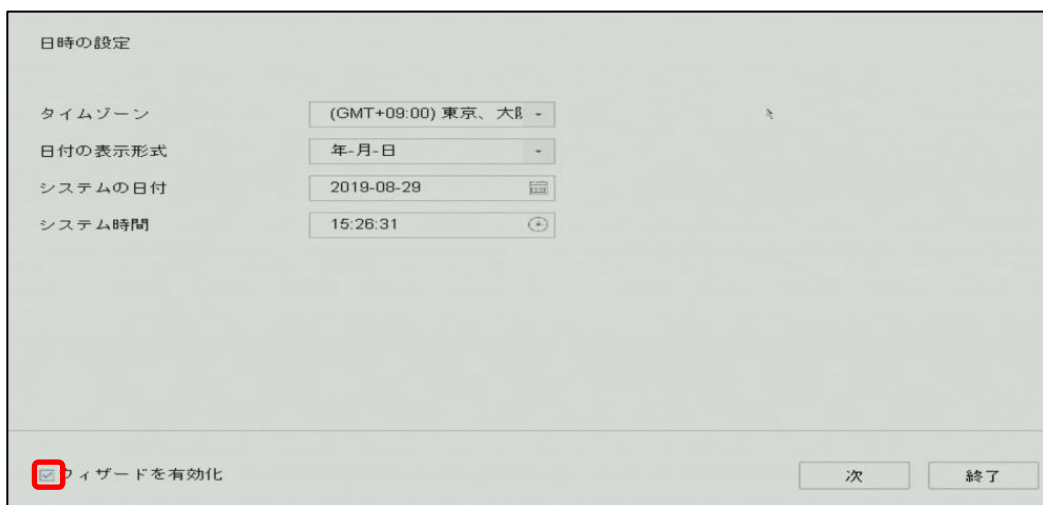 日時の設定
タイムゾーン (GMT+09:00) 東京、大
日付の表示形式 年-月-日
システムの日付 2019-08-29
システム時間 15:26:31
ウィザードを有効化 次 終了